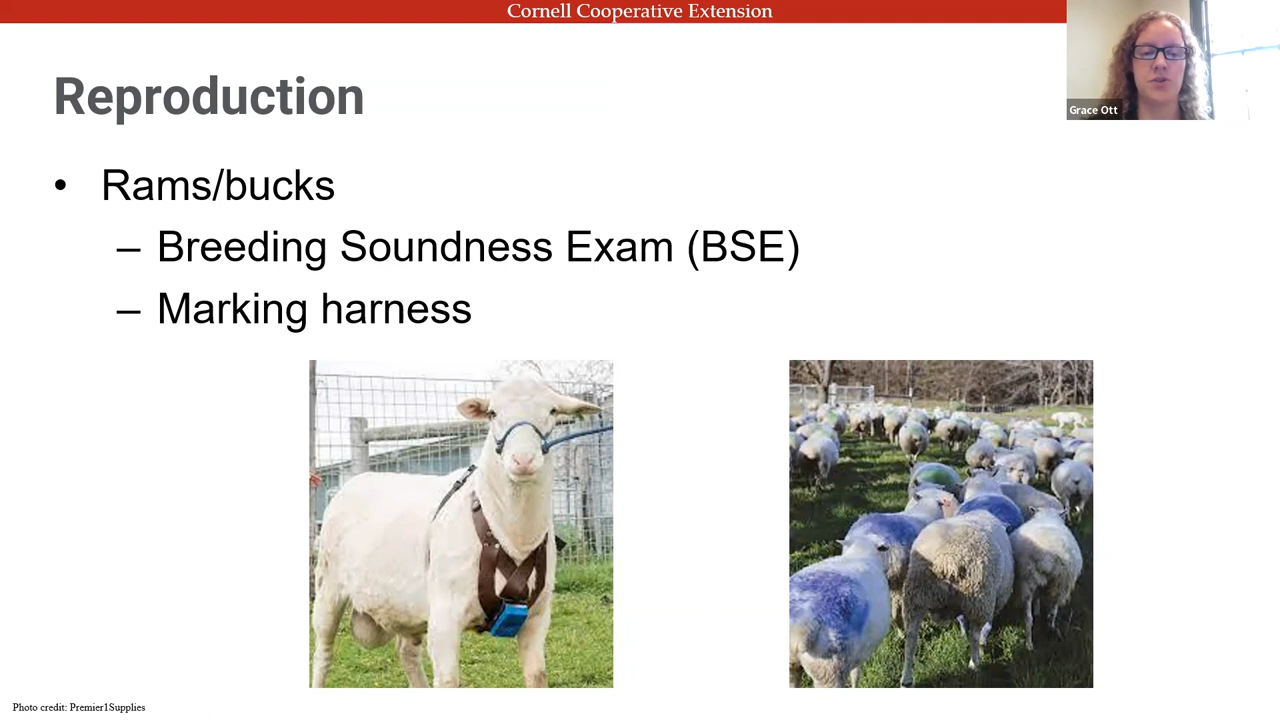 Cornell Cooperative Extension
Grace Ott
Reproduction
• Rams/bucks
– Breeding Soundness Exam (BSE)
– Marking harness
Photo credit: Premier1Supplies